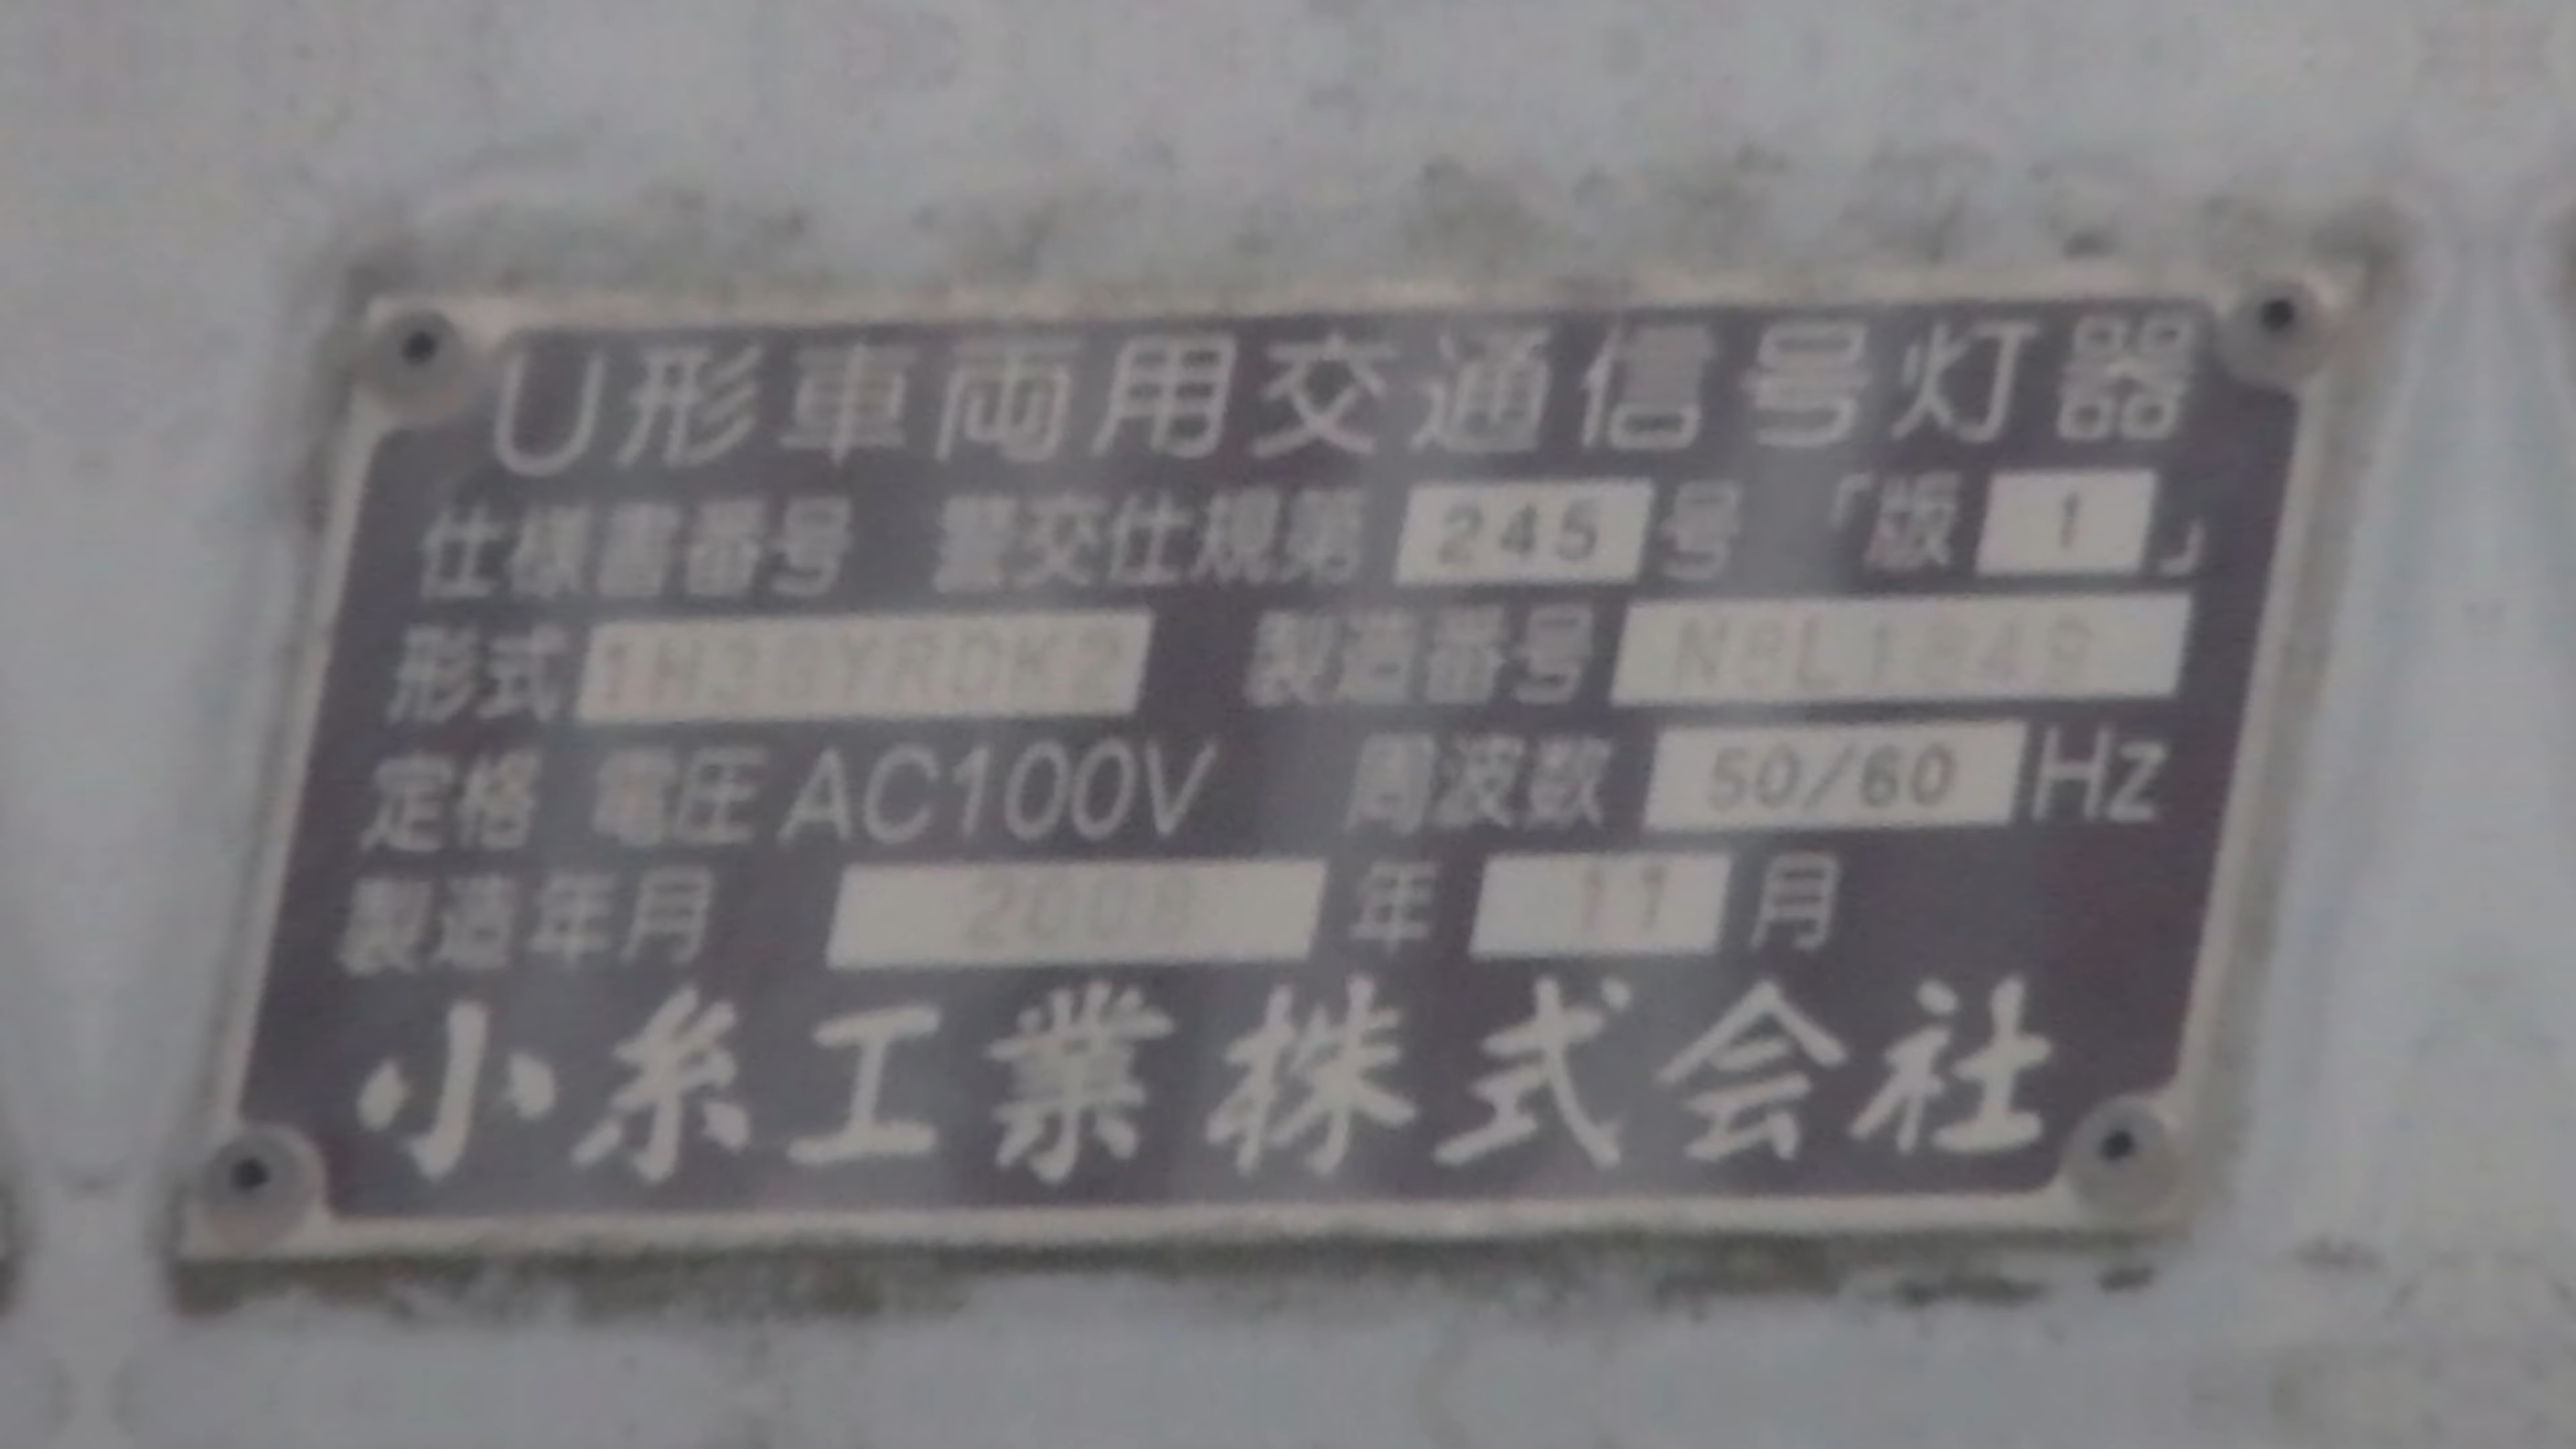 U形車両用交通信号灯器
仕様書番号 警交仕規第 245 号 「版 1 」
形式 1H33YRDK2 製造番号
定格 電圧 AC100V 周波数 50/60 Hz
製造年月 年 11 月
小糸工業株式会社